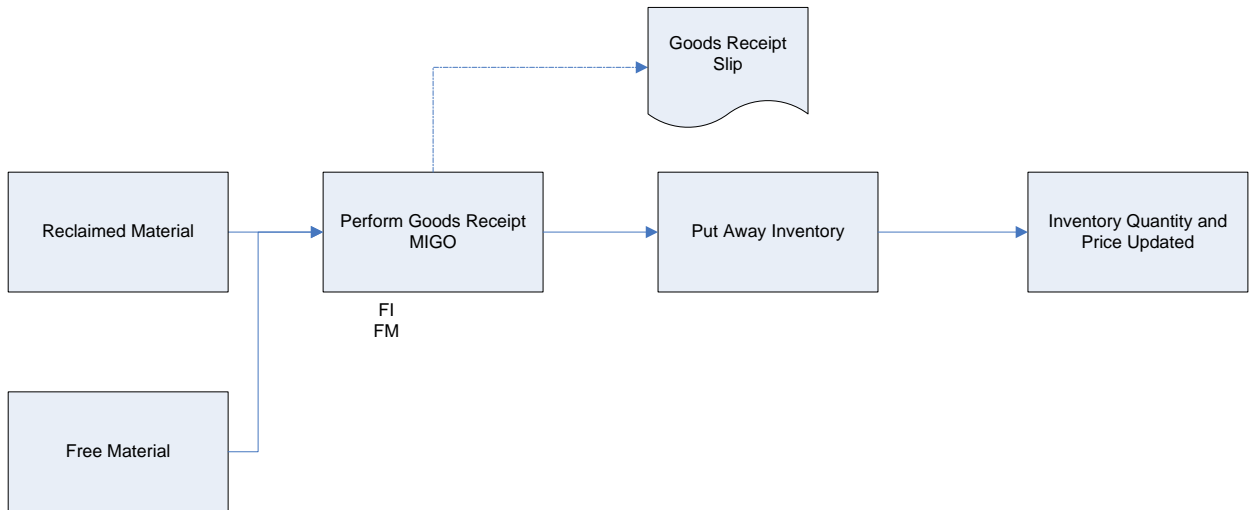 Goods Receipt
Slip
Reclaimed Material
Perform Goods Receipt
MIGO
Put Away Inventory
Inventory Quantity and
Price Updated
FI
FM
Free Material